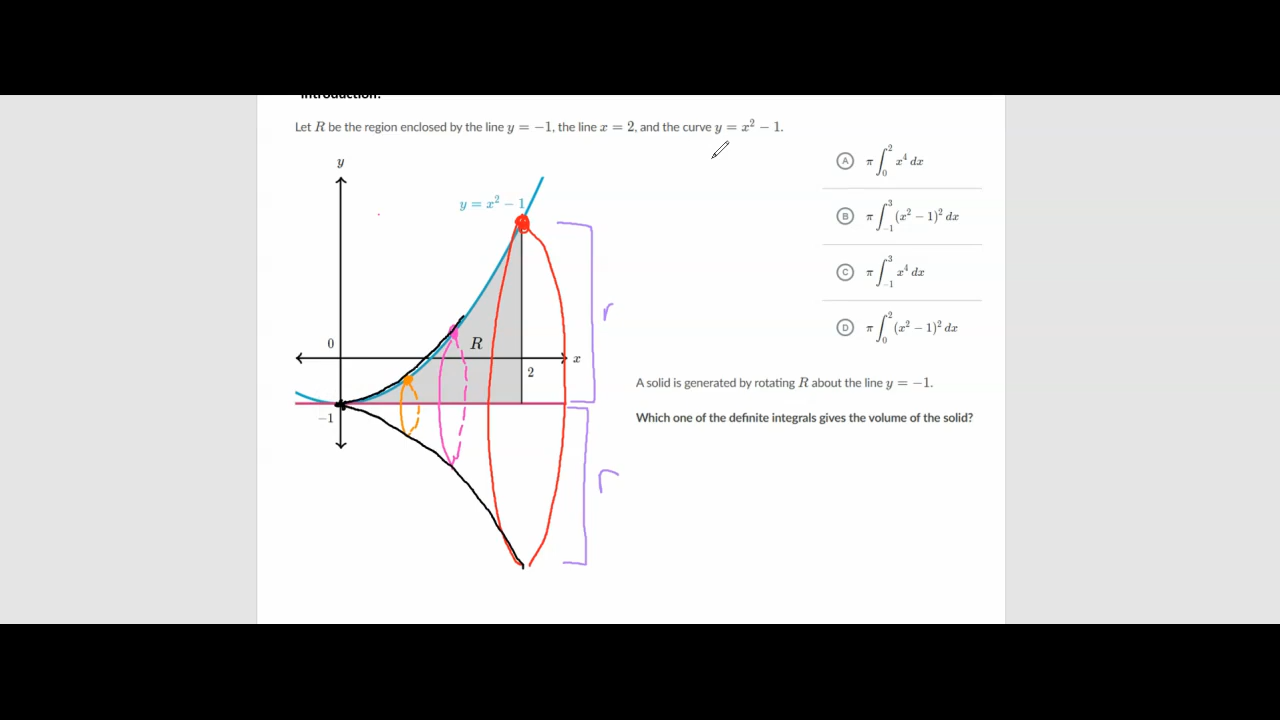 Introduction:
Let R be the region enclosed by the line y = −1, the line x = 2, and the curve y = x² − 1.
y
y = x² − 1
r
0
R
x
2
−1
r
A π∫₀² x⁴ dx
B π∫₋₁³ (x² − 1)² dx
C π∫₋₁³ x⁴ dx
D π∫₀² (x² − 1)² dx
A solid is generated by rotating R about the line y = −1.
Which one of the definite integrals gives the volume of the solid?